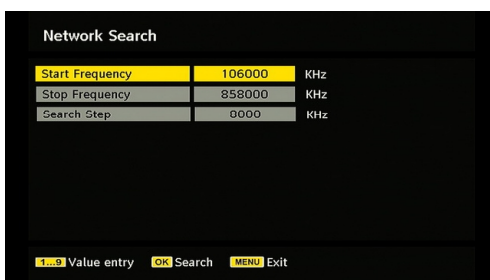 Network Search
Start Frequency 106000 KHz
Stop Frequency 858000 KHz
Search Step 8000 KHz
1...9 Value entry OK Search MENU Exit